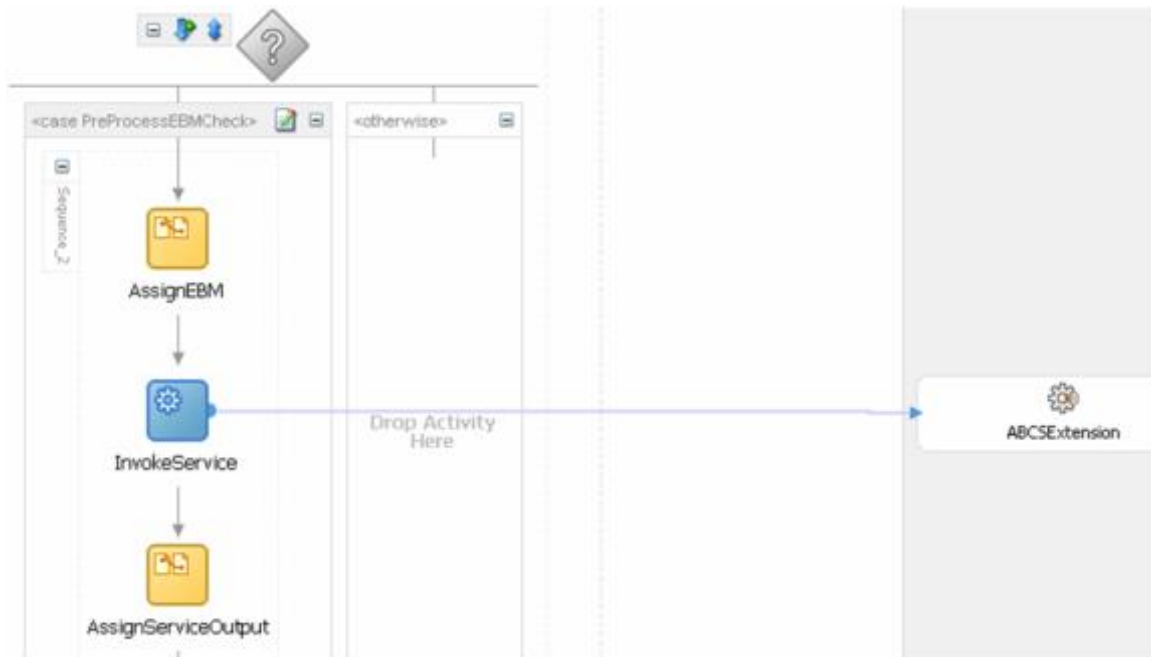 ?
<case PreProcessEBMCheck>
<otherwise>
Sequence_2
AssignEBM
InvokeService
Drop Activity
Here
ABCSExtension
AssignServiceOutput